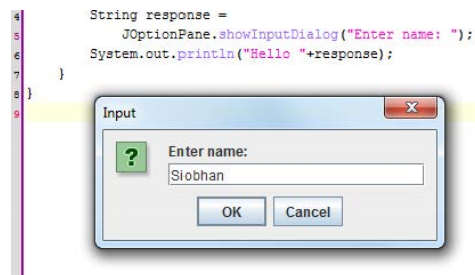 4 String response =
5 JOptionPane.showInputDialog("Enter name: ");
6 System.out.println("Hello "+response);
7 }
8 }
9
Input
x
? Enter name:
Siobhan
OK Cancel